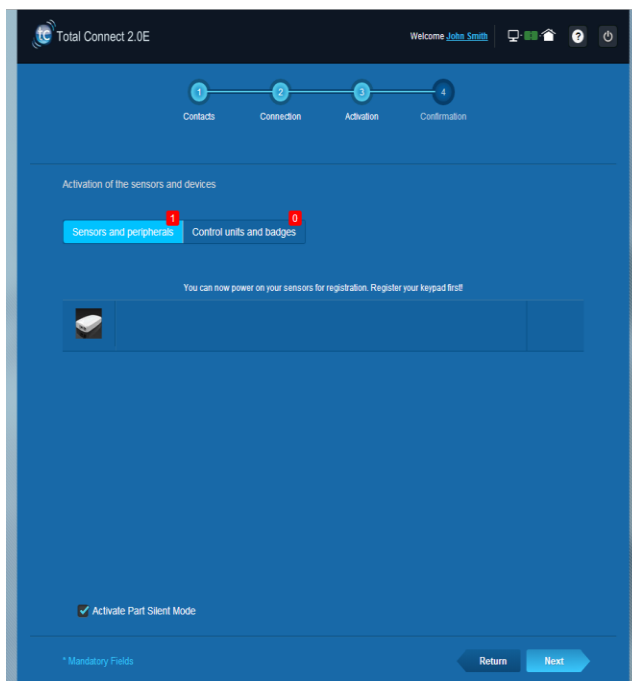 tc Total Connect 2.0E
Welcome John Smith
?
1 2 3 4
Contacts Connection Activation Confirmation
Activation of the sensors and devices
1 0
Sensors and peripherals Control units and badges
You can now power on your sensors for registration. Register your keypad first!
Activate Part Silent Mode
* Mandatory Fields
Return Next